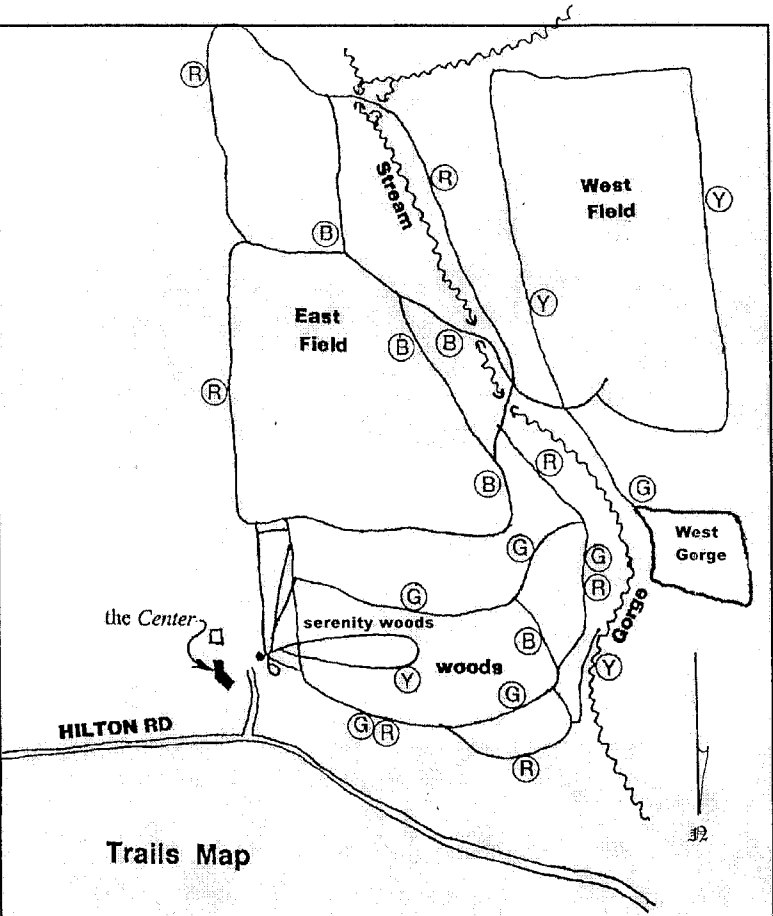 R
R
Stream
West
Field
Y
B
Y
East
Field
B
B
R
R
B
G
West
Gorge
G
G
R
G
the Center
serenity woods
Gorge
B
woods
Y
Y
G
HILTON RD
G
R
R
N
Trails Map